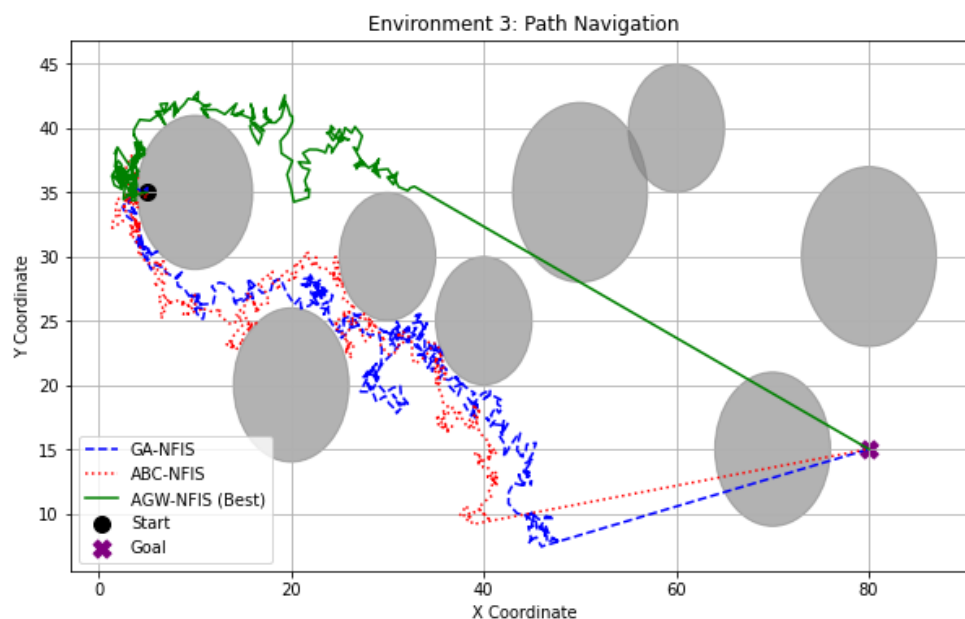 Environment 3: Path Navigation
Y Coordinate
45
40
35
30
25
20
15
10
GA-NFIS
ABC-NFIS
AGW-NFIS (Best)
Start
Goal
0 20 40 60 80
X Coordinate